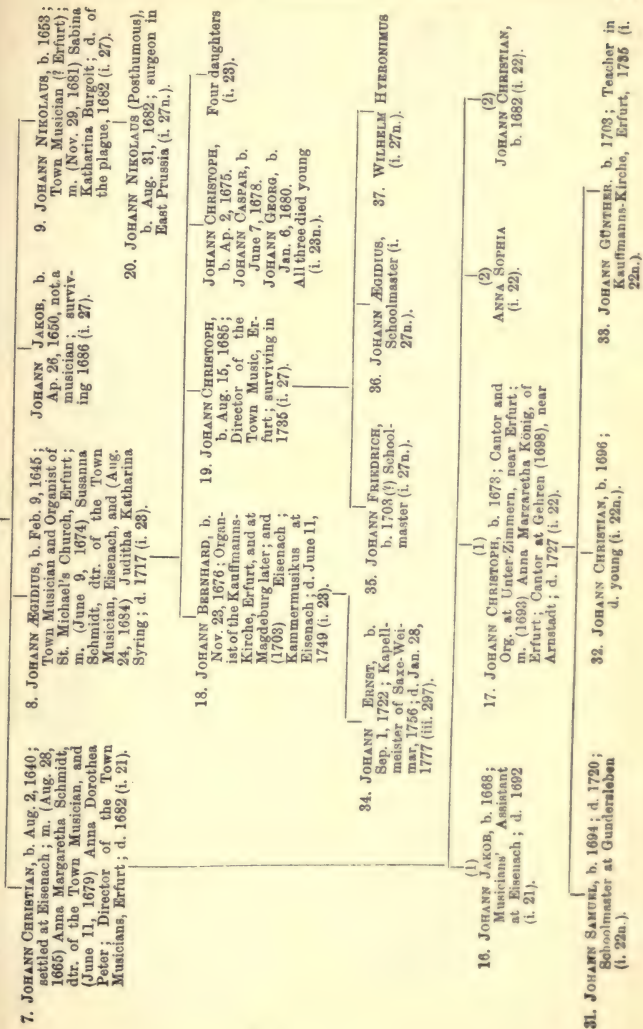 7. JOHANN CHRISTIAN, b. Aug. 2, 1640;
settled at Eisenach; m. (Aug. 28,
1665) Anna Margaretha Schmidt,
dtr. of the Town Musician, and
(June 11, 1679) Anna Dorothea
Peter; Director of the Town
Musicians, Erfurt; d. 1682 (i. 21).
8. JOHANN ÆGIDIUS, b. Feb. 9, 1645;
Town Musician and Organist of
St. Michael's Church, Erfurt;
m. (June 9, 1674) Susanna
Schmidt, dtr. of the Town
Musician, Eisenach, and (Aug.
24, 1684) Juditha Katharina
Syring; d. 1717 (i. 23).
JOHANN JAKOB, b.
Ap. 26, 1650, not a
musician; surviv-
ing 1686 (i. 27).
9. JOHANN NIKOLAUS, b. 1653;
Town Musician (? Erfurt);
m. (Nov. 29, 1681) Sabina
Katharina Burgolt; d. of
the plague, 1682 (i. 27).
20. JOHANN NIKOLAUS (Posthumous),
b. Aug. 31, 1682; surgeon in
East Prussia (i. 27n.).
18. JOHANN BERNHARD, b.
Nov. 23, 1676; Organ-
ist of the Kauffmanns-
Kirche, Erfurt, and at
Magdeburg later; and
(1703) Eisenach;
Kammermusikus at
Eisenach; d. June 11,
1749 (i. 23).
19. JOHANN CHRISTOPH,
b. Aug. 15, 1685;
Director of the
Town Music, Er-
furt; surviving in
1735 (i. 27).
JOHANN CHRISTOPH,
b. Ap. 2, 1675.
JOHANN CASPAR, b.
June 7, 1678.
JOHANN GEORG, b.
Jan. 6, 1680.
All three died young
(i. 23n.).
Four daughters
(i. 23).
34. JOHANN ERNST, b.
Sep. 1, 1722; Kapell-
meister of Saxe-Wei-
mar, 1756; d. Jan. 28,
1777 (iii. 297).
35. JOHANN FRIEDRICH,
b. 1703 (?) School-
master (i. 27n.).
36. JOHANN ÆGIDIUS,
Schoolmaster (i.
27n.).
37. WILHELM HYERONIMUS
(i. 27n.).
(1)
16. JOHANN JAKOB, b. 1668;
Musicians' Assistant
at Eisenach; d. 1692
(i. 21).
(1)
17. JOHANN CHRISTOPH, b. 1673; Cantor and
Org. at Unter-Zimmern, near Erfurt;
m. (1693) Anna Margaretha König, of
Erfurt; Cantor at Gehren (1698), near
Arnstadt; d. 1727 (i. 22).
(2)
ANNA SOPHIA
(i. 22).
(2)
JOHANN CHRISTIAN,
b. 1682 (i. 22).
31. JOHANN SAMUEL, b. 1694; d. 1720;
Schoolmaster at Gundersleben
(i. 22n.).
32. JOHANN CHRISTIAN, b. 1696;
d. young (i. 22n.).
33. JOHANN GÜNTHER, b. 1703; Teacher in
Kauffmanns-Kirche, Erfurt, 1735 (i.
22n.).